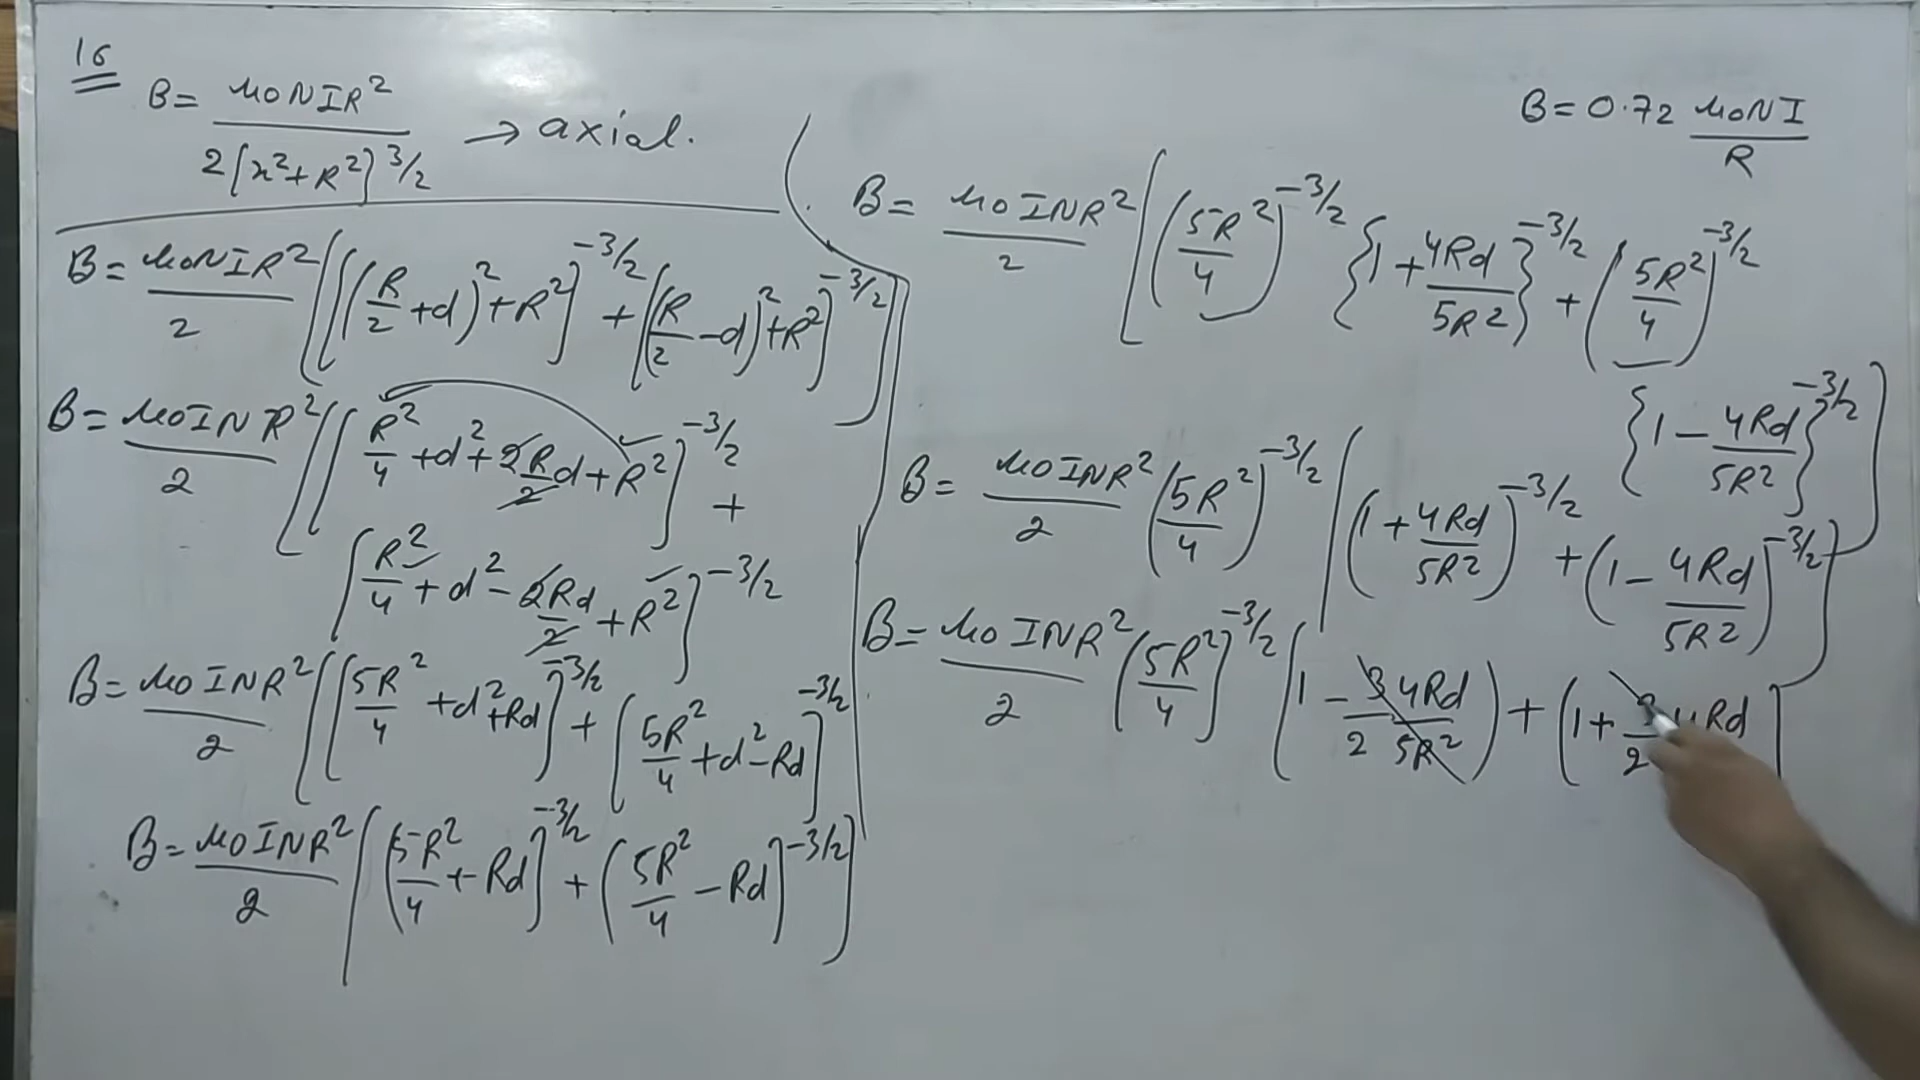 16
B = μ0NIR² / 2[x²+R²]^3/2 → axial.
B = μ0NIR²/2 [[(R/2 +d)²+R²]^-3/2 + [(R/2 -d)²+R²]^-3/2]
B = μ0INR²/2 [[R²/4 +d²+ 2R/2 d+R²]^-3/2 +
[R²/4 + d² - 2Rd/2 +R²]^-3/2
B = μ0INR²/2 [[5R²/4 +d²+Rd]^-3/2 + [5R²/4 +d²-Rd]^-3/2
B = μ0INR²/2 [(5R²/4 + Rd]^-3/2 + (5R²/4 - Rd]^-3/2]
B = 0.72 μ0NI/R
B = μ0INR²/2 [(5R²/4)^-3/2 {1 + 4Rd/5R²}^-3/2 + (5R²/4)^-3/2
{1 - 4Rd/5R²}^-3/2]
B = μ0INR²/2 (5R²/4)^-3/2 [(1 + 4Rd/5R²)^-3/2 + (1 - 4Rd/5R²)^-3/2]
B = μ0INR²/2 (5R²/4)^-3/2 [1 - 3/2 4Rd/5R²) + (1 + 3/2 4Rd]